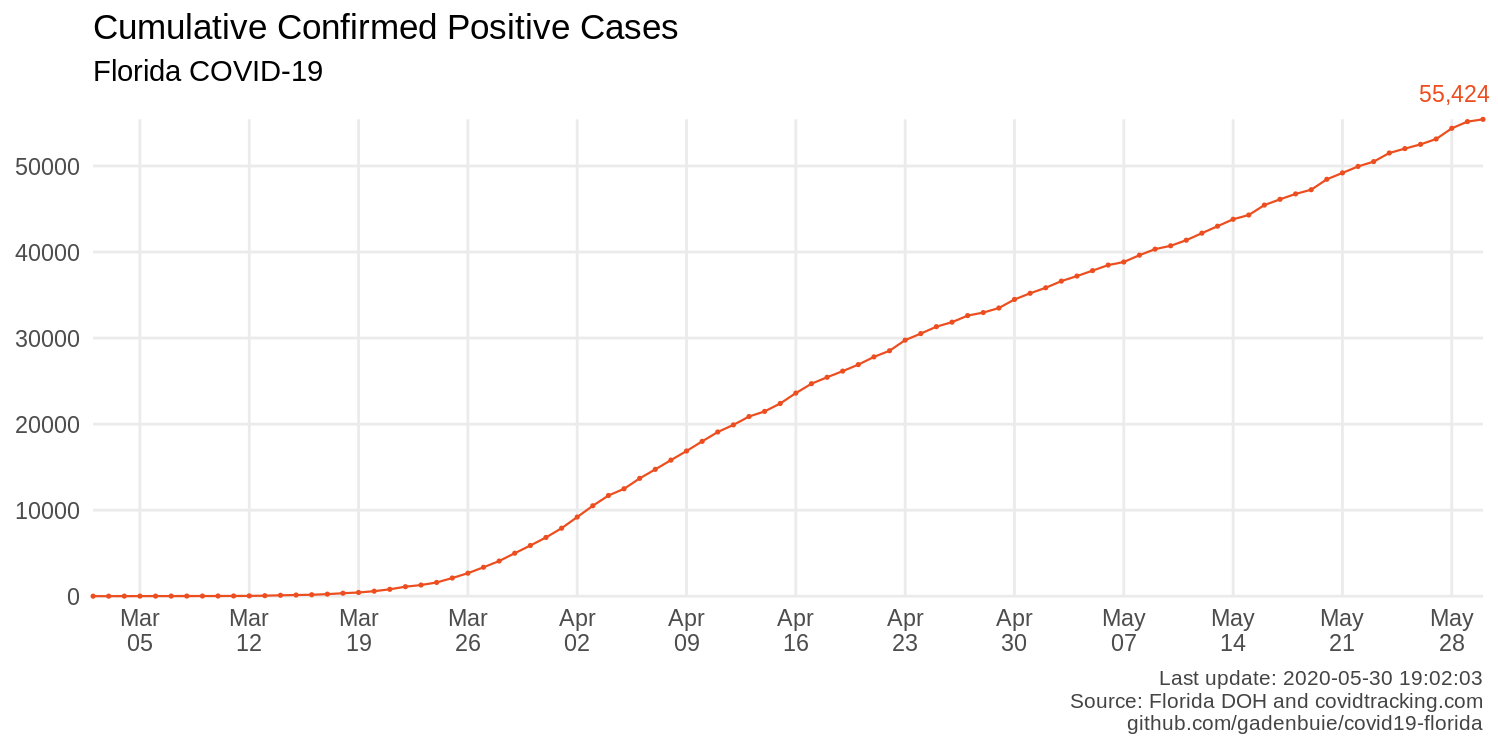 Cumulative Confirmed Positive Cases
Florida COVID-19
55,424
50000
40000
30000
20000
10000
0
Mar Mar Mar Mar Apr Apr Apr Apr Apr May May May May
05 12 19 26 02 09 16 23 30 07 14 21 28
Last update: 2020-05-30 19:02:03
Source: Florida DOH and covidtracking.com
github.com/gadenbuie/covid19-florida